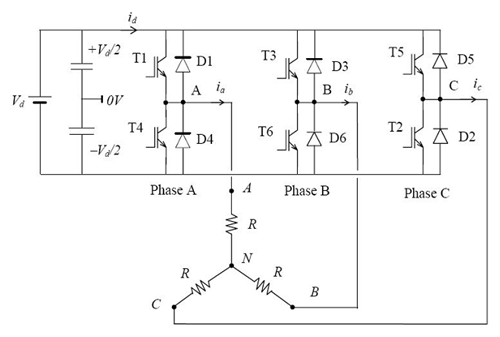 i_d
+V_d/2
T1
D1
T3
D3
T5
D5
V_d
0V
A
i_a
B
i_b
C
i_c
−V_d/2
T4
D4
T6
D6
T2
D2
Phase A
Phase B
Phase C
A
R
N
R
R
C
B